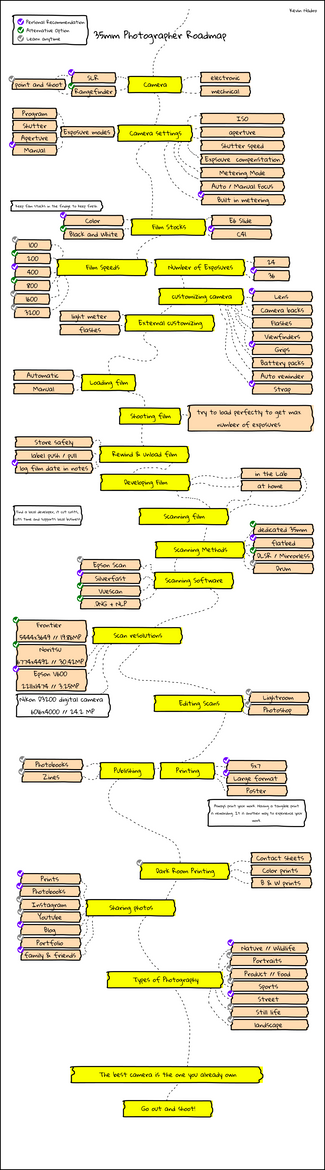 Kevin Hedne
Personal Recommendation
Alternative Option
Learn anytime
35mm Photographer Roadmap
point and shoot
SLR
Rangefinder
Camera
electronic
mechnical
Program
Shutter
Aperture
Manual
Exposure modes
Camera Settings
ISO
aperture
Shutter speed
Exposure compenstation
Metering Mode
Auto / Manual Focus
Built in metering
Keep film stocks in the fridge to keep fresh
Color
Black and White
Film Stocks
E6 Slide
C41
100
200
400
800
1600
3200
Film Speeds
Number of Exposures
24
36
customizing camera
Lens
Camera backs
Flashes
Viewfinders
Grips
Battery packs
Auto rewinder
Strap
light meter
flashes
External customizing
Automatic
Manual
Loading film
Shooting film
try to load perfectly to get max
number of exposures
Store safely
label push / pull
log film date in notes
Rewind & unload film
Developing Film
in the Lab
at home
Find a local developer, it cut costs,
time and supports local business
Scanning film
Scanning Methods
dedicated 35mm
flatbed
DLSR / Mirrorless
Drum
Epson Scan
Silverfast
Vuescan
DNG + NLP
Scanning Software
Frontier
5444x3649 // 19.86MP
Noritsu
6774x4492 // 30.42MP
Epson V600
2211x1474 // 3.25MP
Nikon D3200 digital camera
6016x4000 // 24.2 MP
Scan resolutions
Editing Scans
Lightroom
Photoshop
Photobooks
Zines
Publishing
Printing
5x7
Large format
Poster
Always print your work. Having a tangible print
is rewarding. It is another way to experience your
work
Dark Room Printing
Contact sheets
Color prints
B & W prints
Prints
Photobooks
Instagram
Youtube
Blog
Portfolio
family & friends
Sharing photos
Types of Photography
Nature // Wildlife
Portraits
Product // Food
Sports
Street
Still life
landscape
The best camera is the one you already own
Go out and shoot!